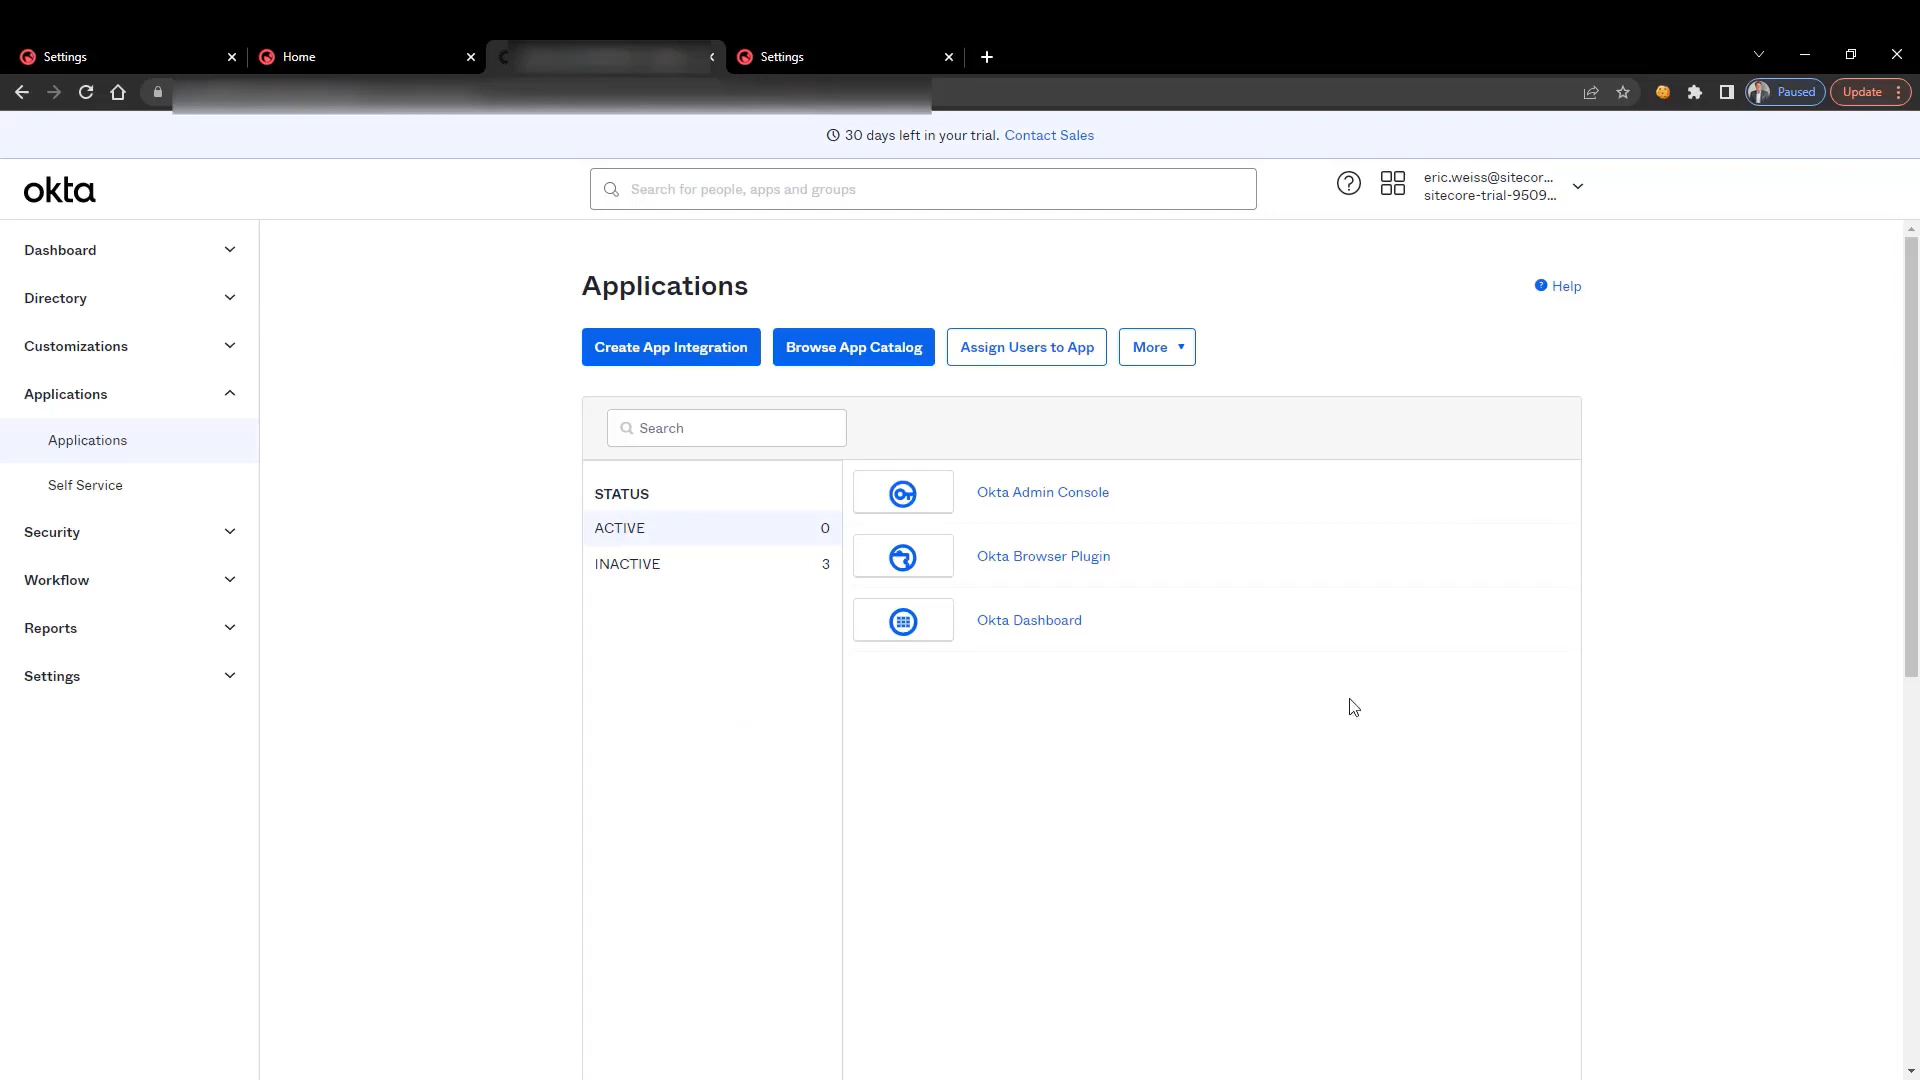 Settings
Home
Settings
Paused
Update
30 days left in your trial. Contact Sales
okta
Search for people, apps and groups
eric.weiss@sitecor...
sitecore-trial-9509...
Dashboard
Directory
Customizations
Applications
Applications
Self Service
Security
Workflow
Reports
Settings
Applications
Help
Create App Integration
Browse App Catalog
Assign Users to App
More
Search
STATUS
ACTIVE 0
INACTIVE 3
Okta Admin Console
Okta Browser Plugin
Okta Dashboard